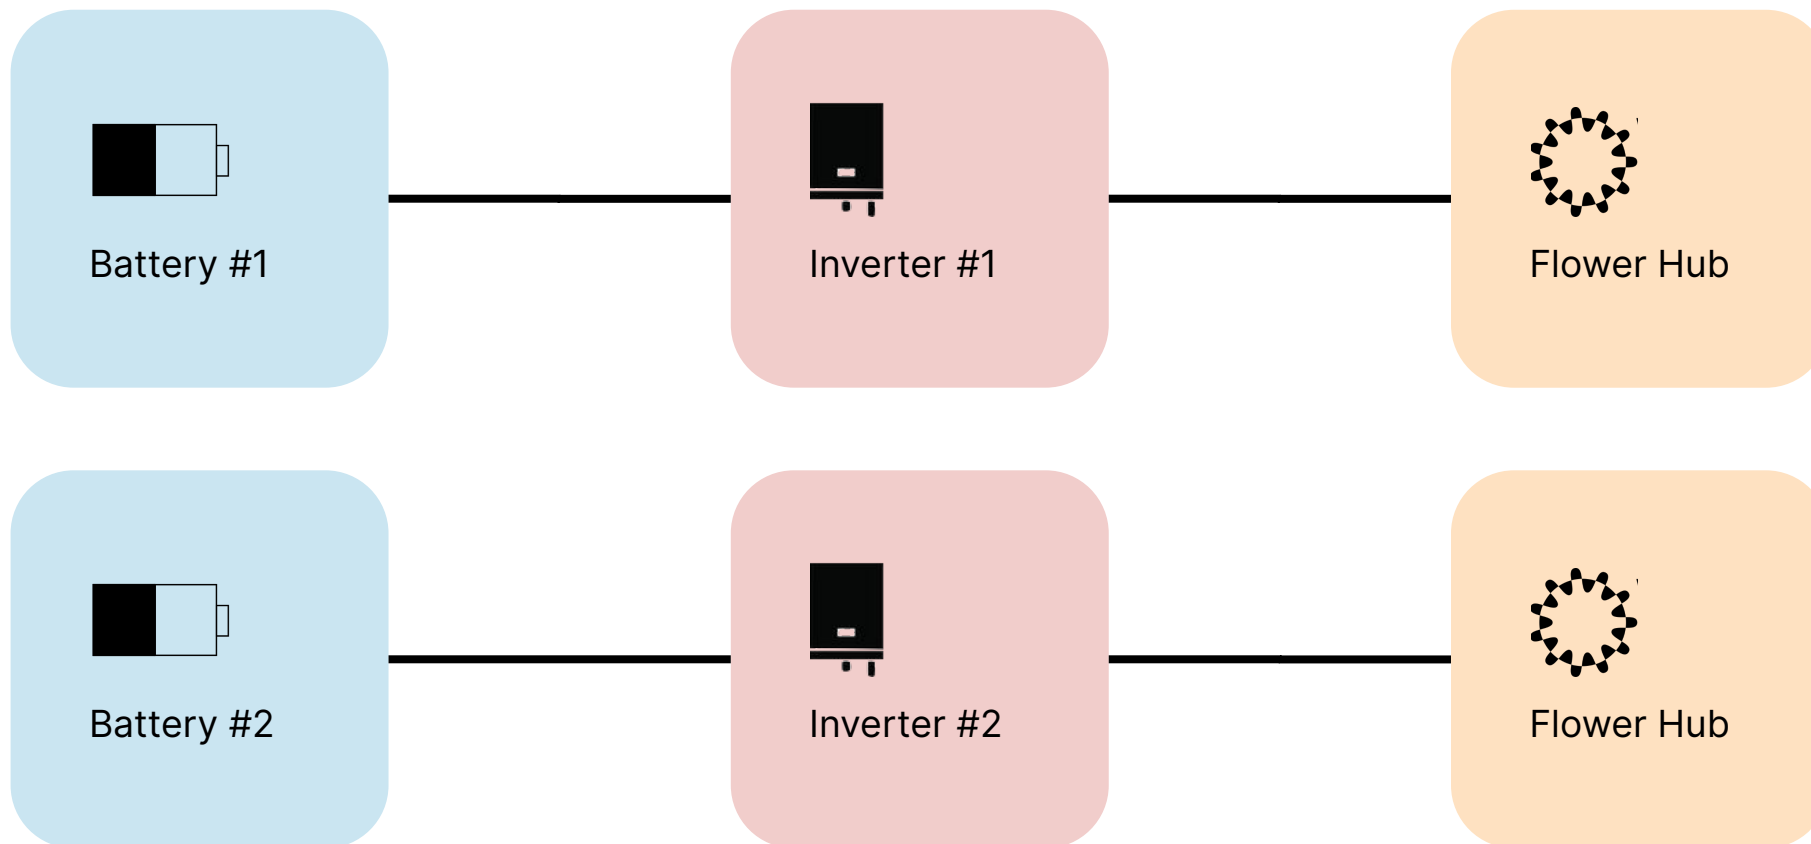 Battery #1
Inverter #1
Flower Hub
Battery #2
Inverter #2
Flower Hub